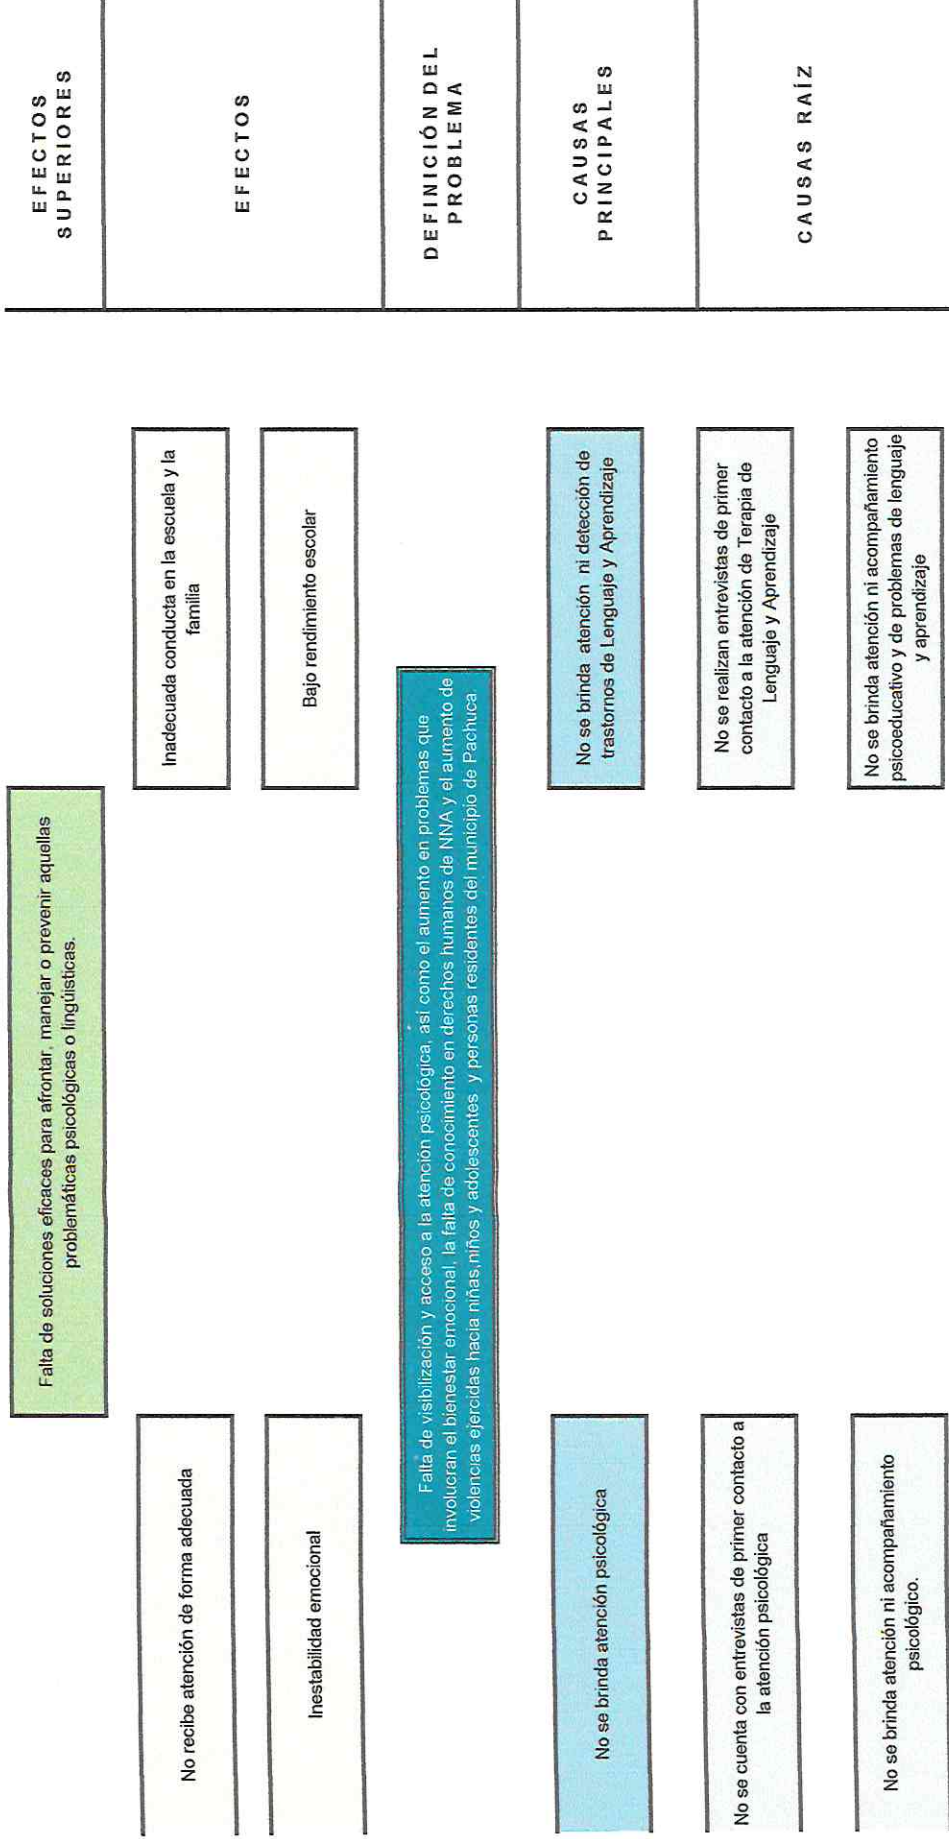 Falta de soluciones eficaces para afrontar, manejar o prevenir aquellas
problemáticas psicológicas o lingüisticas.
EFECTOS
SUPERIORES
No recibe atención de forma adecuada
Inadecuada conducta en la escuela y la
familia
EFECTOS
Inestabilidad emocional
Bajo rendimiento escolar
Falta de visibilización y acceso a la atención psicológica, así como el aumento en problemas que
involucran el bienestar emocional, la falta de conocimiento en derechos humanos de NNA y el aumento de
violencias ejercidas hacia niñas,niños y adolescentes y personas residentes del municipio de Pachuca.
DEFINICIÓN DEL
PROBLEMA
No se brinda atención psicológica
No se brinda atención ni detección de
trastornos de Lenguaje y Aprendizaje
CAUSAS
PRINCIPALES
No se cuenta con entrevistas de primer contacto a
la atención psicológica
No se realizan entrevistas de primer
contacto a la atención de Terapia de
Lenguaje y Aprendizaje
CAUSAS RAÍZ
No se brinda atención ni acompañamiento
psicológico.
No se brinda atención ni acompañamiento
psicoeducativo y de problemas de lenguaje
y aprendizaje